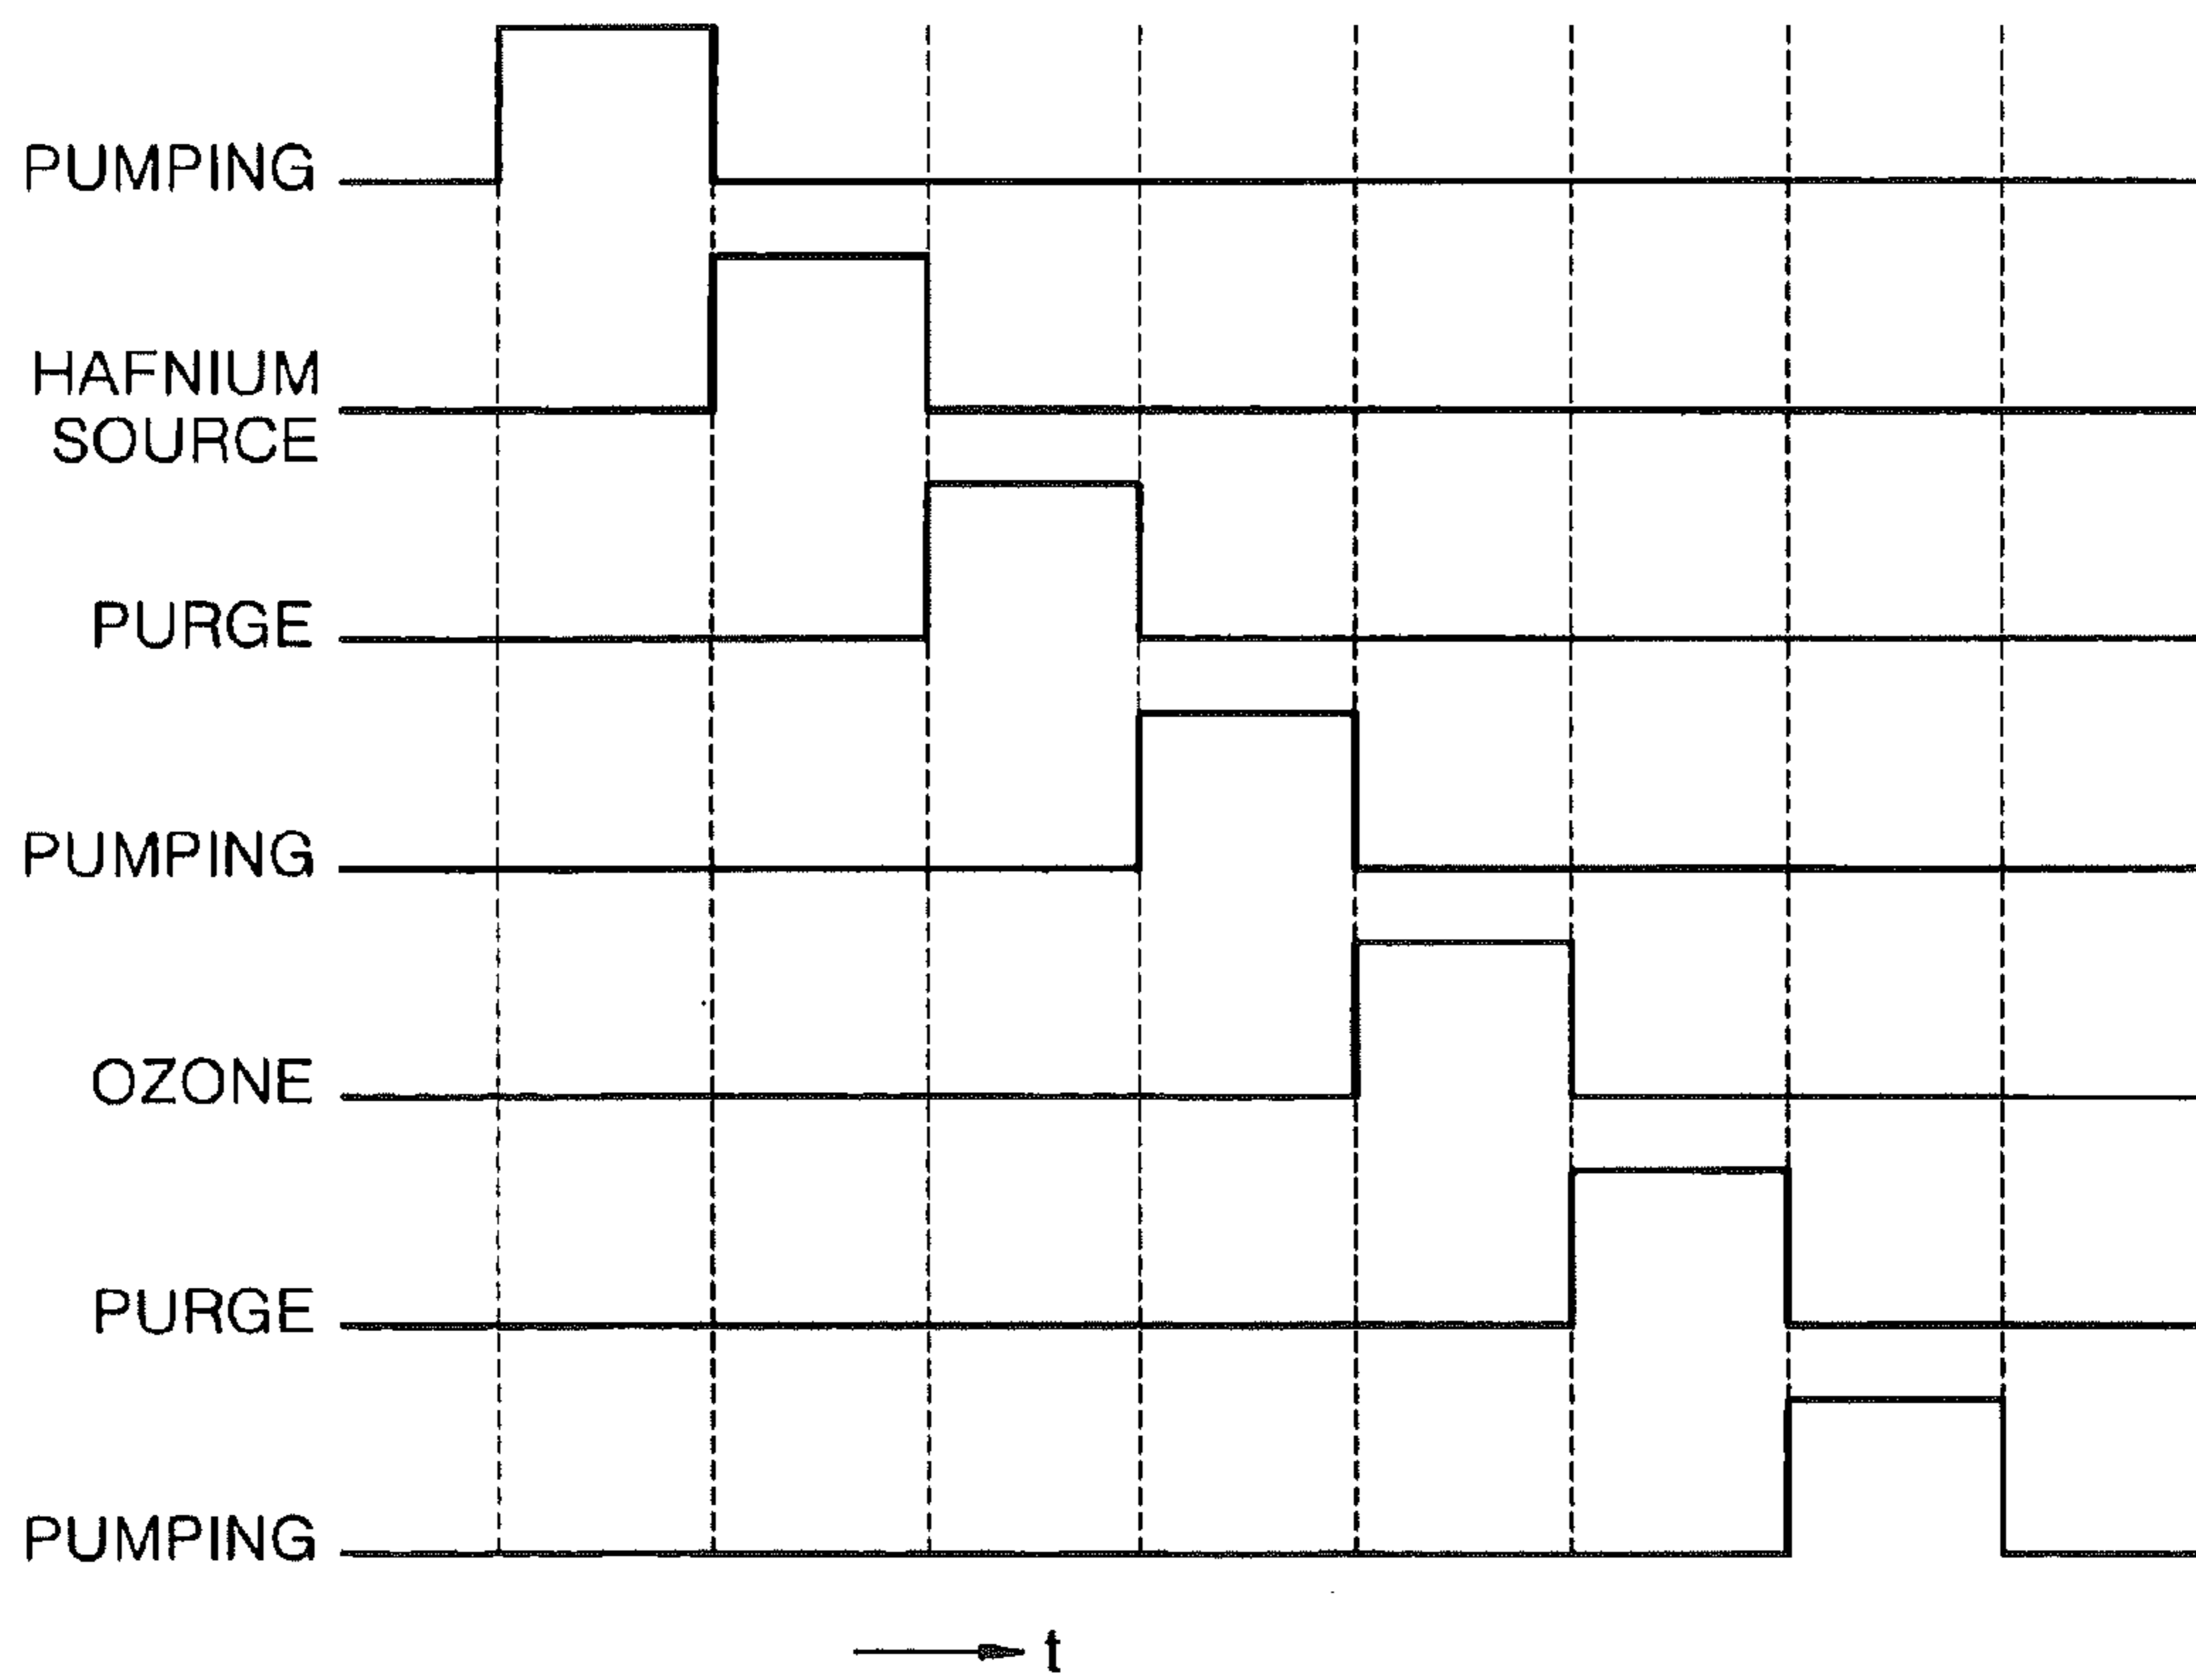 PUMPING
HAFNIUM
SOURCE
PURGE
PUMPING
OZONE
PURGE
PUMPING
t